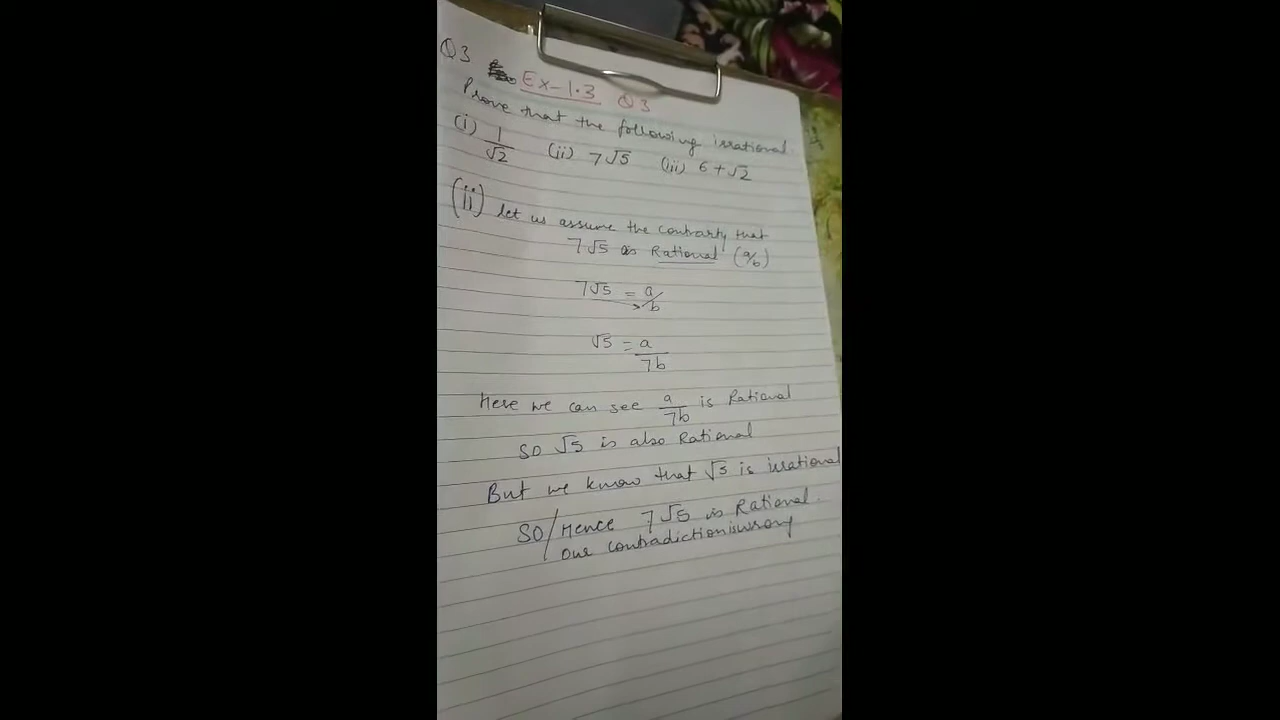 Q3 Ex-1.3 Q3
Prove that the following irrational.
(i) 1/√2 (ii) 7√5 (iii) 6+√2
(ii) let us assume the contrarty that
7√5 is Rational (a/b)
7√5 = a/b
√5 = a/7b
Here we can see a/7b is Rational
SO √5 is also Rational
But we know that √5 is irrational
SO/Hence 7√5 is Rational.
our contradiction is wrong